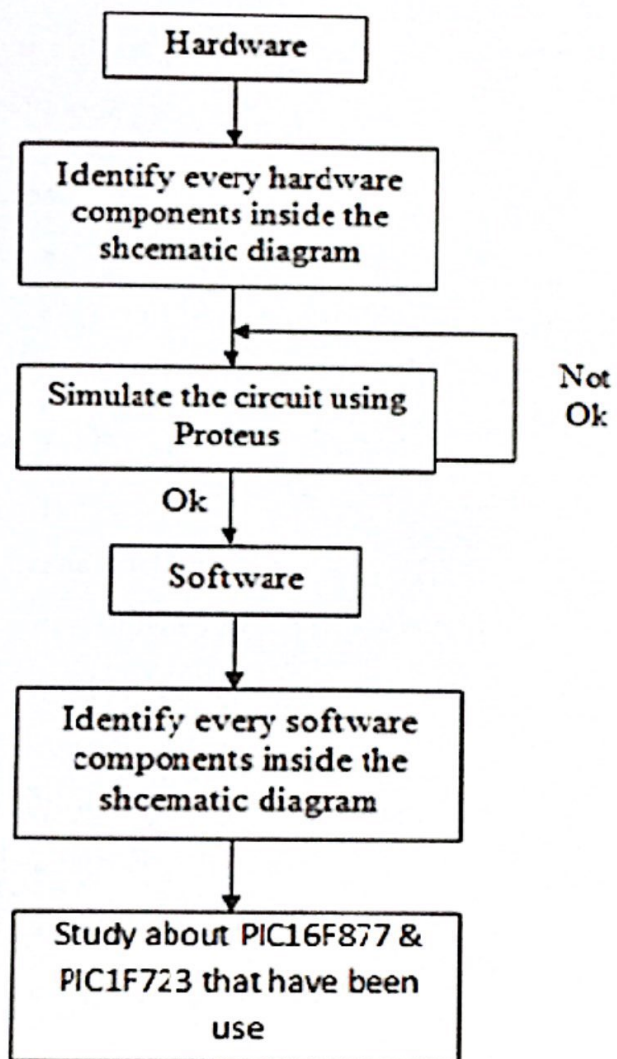 Hardware
Identify every hardware
components inside the
shcematic diagram
Simulate the circuit using
Proteus
Not
Ok
Ok
Software
Identify every software
components inside the
shcematic diagram
Study about PIC16F877 &
PIC1F723 that have been
use